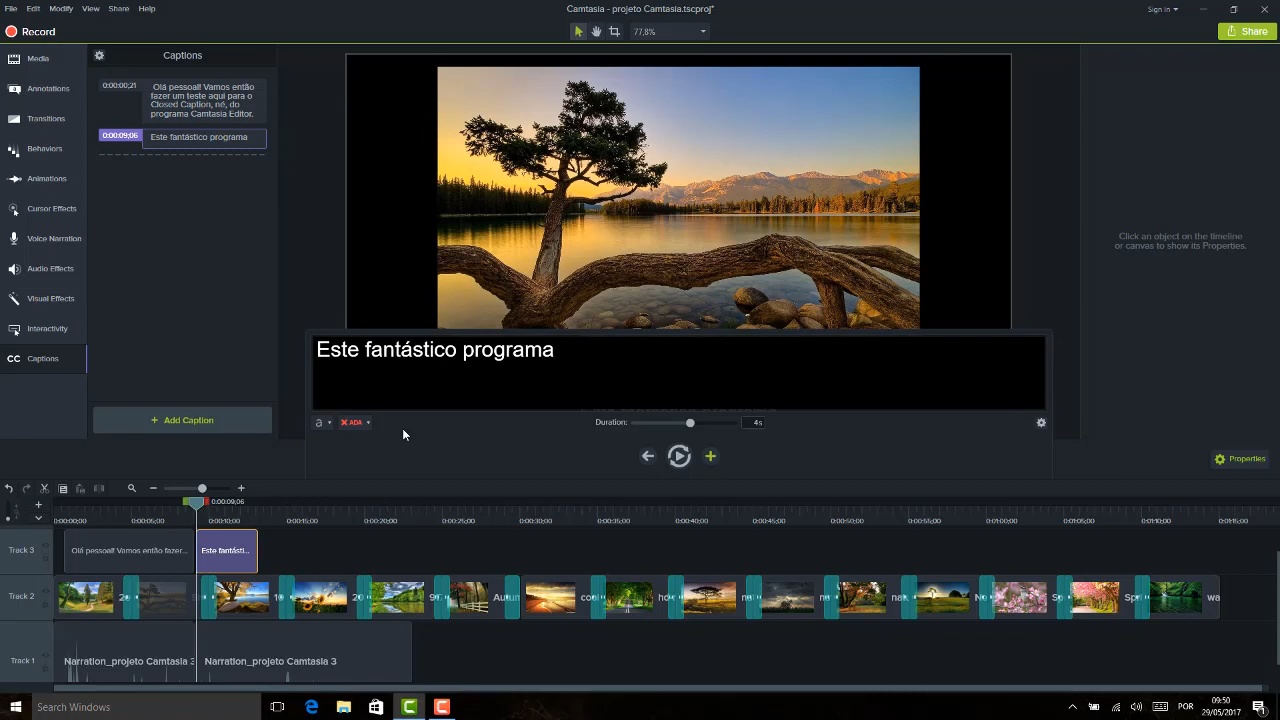 File Edit Modify View Share Help
Camtasia - projeto Camtasia.tscproj*
Sign in
Record
77,8%
Share
Media
Annotations
Transitions
Behaviors
Animations
Cursor Effects
Voice Narration
Audio Effects
Visual Effects
Interactivity
CC Captions
Captions
0:00:00;21
Olá pessoal! Vamos então
fazer um teste aqui para o
Closed Caption, né, do
programa Camtasia Editor.
0:00:09;06 Este fantástico programa
+ Add Caption
Click an object on the timeline
or canvas to show its Properties.
Este fantástico programa
a ADA
Duration: 4s
Properties
0:00:09;06
0:00:00;00 0:00:05;00 0:00:10;00 0:00:15;00 0:00:20;00 0:00:25;00 0:00:30;00 0:00:35;00 0:00:40;00 0:00:45;00 0:00:50;00 0:00:55;00 0:01:00;00 0:01:05;00 0:01:10;00 0:01:15;00
Track 3 Olá pessoal! Vamos então fazer... Este fantásti...
Track 2
Track 1 Narration_projeto Camtasia 3 Narration_projeto Camtasia 3
Search Windows
POR
09:50
29/05/2017